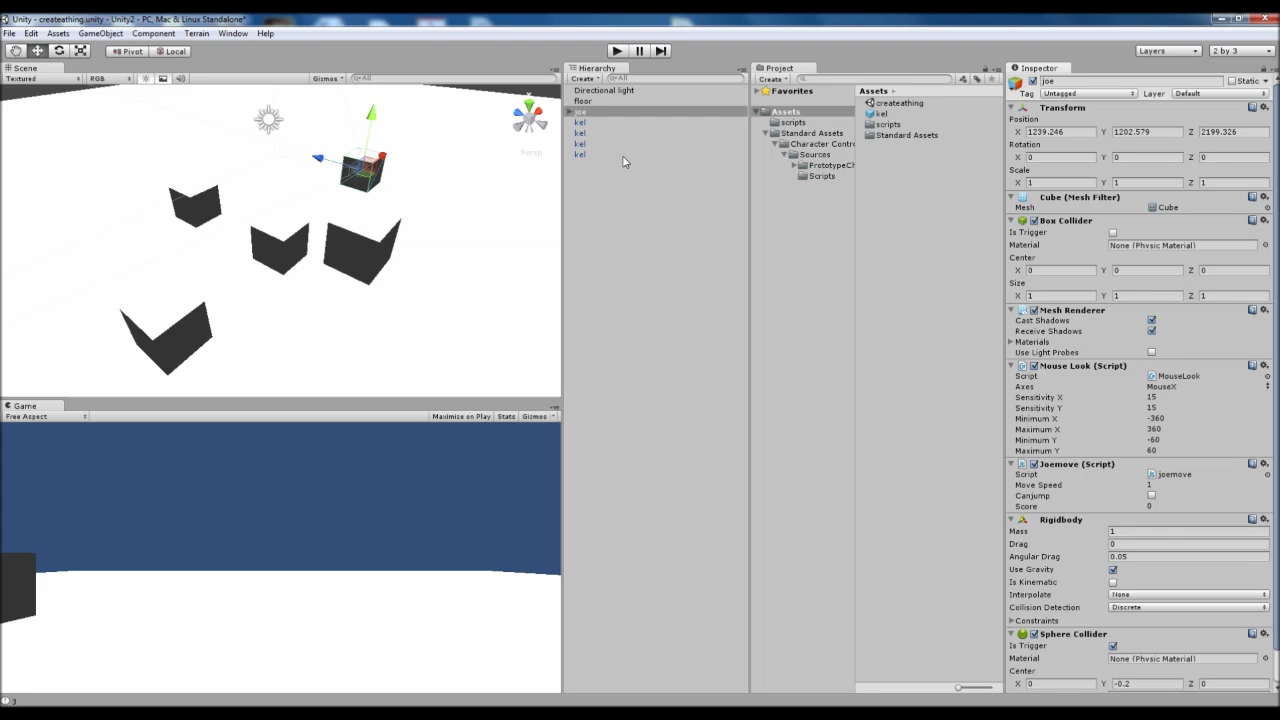 Unity - createathing.unity - Unity2 - PC, Mac & Linux Standalone*
File Edit Assets GameObject Component Terrain Window Help
Pivot Local Layers 2 by 3
Scene
Textured RGB Gizmos All
Persp
Game
Free Aspect Maximize on Play Stats Gizmos
Hierarchy
Create All
Directional light
floor
joe
kel
kel
kel
kel
Project
Create
Favorites
Assets
scripts
Standard Assets
Character Contro
Sources
PrototypeCh
Scripts
Assets
createathing
kel
scripts
Standard Assets
Inspector
joe Static
Tag Untagged Layer Default
Transform
Position
X 1239.246 Y 1202.579 Z 2199.326
Rotation
X 0 Y 0 Z 0
Scale
X 1 Y 1 Z 1
Cube (Mesh Filter)
Mesh Cube
Box Collider
Is Trigger
Material None (Physic Material)
Center
X 0 Y 0 Z 0
Size
X 1 Y 1 Z 1
Mesh Renderer
Cast Shadows
Receive Shadows
Materials
Use Light Probes
Mouse Look (Script)
Script MouseLook
Axes MouseX
Sensitivity X 15
Sensitivity Y 15
Minimum X -360
Maximum X 360
Minimum Y -60
Maximum Y 60
Joemove (Script)
Script joemove
Move Speed 1
Canjump
Score 0
Rigidbody
Mass 1
Drag 0
Angular Drag 0.05
Use Gravity
Is Kinematic
Interpolate None
Collision Detection Discrete
Constraints
Sphere Collider
Is Trigger
Material None (Physic Material)
Center
X 0 Y -0.2 Z 0
3